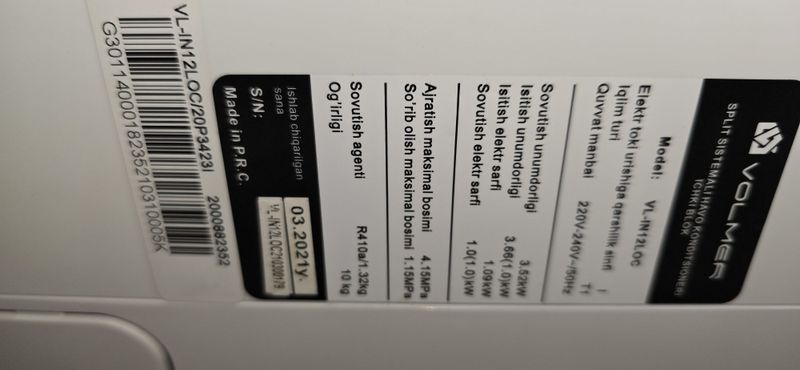 VOLMER
SPLIT SISTEMALI HAVO KONDITSIONERI
ICHKI BLOK
Model: VL-IN12LOC
Elektr toki urishiga qarshilik sinfi I
Iqlim turi T1
Quvvat manbai 220V-240V~/50Hz
Sovutish unumdorligi 3.52kW
Isitish unumdorligi 3.66(1.0)kW
Isitish elektr sarfi 1.09kW
Sovutish elektr sarfi 1.0(1.0)kW
Ajratish maksimal bosimi 4.15MPa
So'rib olish maksimal bosimi 1.15MPa
Sovutish agenti R410a/1.32kg
Og'irligi 10 kg
Ishlab chiqarilgan
sana 03.2021y.
S/N:
Made in P.R.C.
VL-IN12LOC/20P3423I 2000882352
G3011400018235210310005K